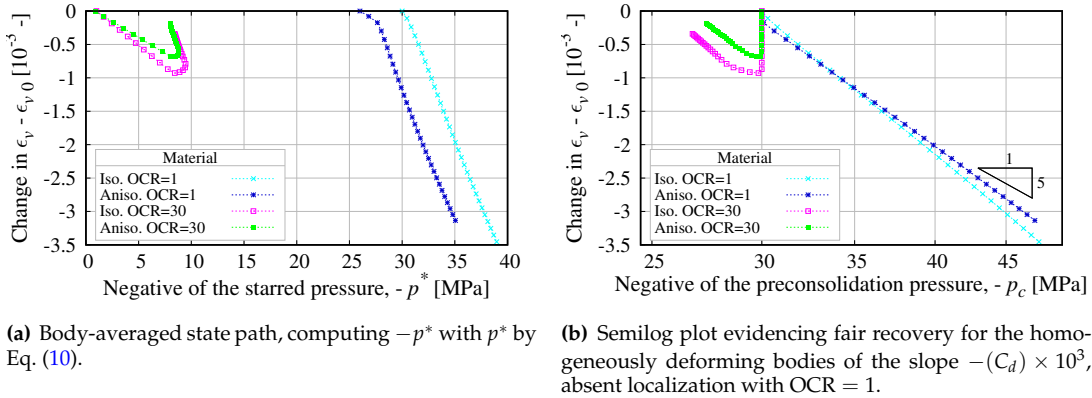 Change in ϵᵥ - ϵᵥ ₀ [10⁻³ -]
0
-0.5
-1
-1.5
-2
-2.5
-3
-3.5
Material
Iso. OCR=1
Aniso. OCR=1
Iso. OCR=30
Aniso. OCR=30
0 5 10 15 20 25 30 35 40
Negative of the starred pressure, - p* [MPa]
Change in ϵᵥ - ϵᵥ ₀ [10⁻³ -]
0
-0.5
-1
-1.5
-2
-2.5
-3
-3.5
Material
Iso. OCR=1
Aniso. OCR=1
Iso. OCR=30
Aniso. OCR=30
1
5
25 30 35 40 45
Negative of the preconsolidation pressure, - p_c [MPa]
(a) Body-averaged state path, computing −p* with p* by
Eq. (10).
(b) Semilog plot evidencing fair recovery for the homo-
geneously deforming bodies of the slope −(C_d) × 10³,
absent localization with OCR = 1.